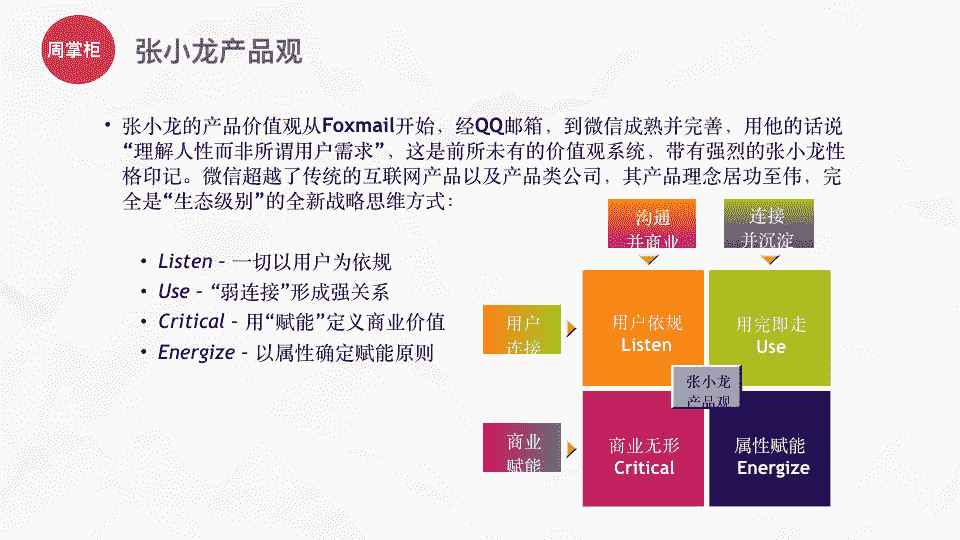 周掌柜
张小龙产品观
• 张小龙的产品价值观从Foxmail开始，经QQ邮箱，到微信成熟并完善，用他的话说
“理解人性而非所谓用户需求”，这是前所未有的价值观系统，带有强烈的张小龙性
格印记。微信超越了传统的互联网产品以及产品类公司，其产品理念居功至伟，完
全是“生态级别”的全新战略思维方式：
• Listen – 一切以用户为依规
• Use – “弱连接”形成强关系
• Critical – 用“赋能”定义商业价值
• Energize – 以属性确定赋能原则
沟通
并商业
连接
并沉淀
用户
连接
用户依规
Listen
用完即走
Use
张小龙
产品观
商业
赋能
商业无形
Critical
属性赋能
Energize